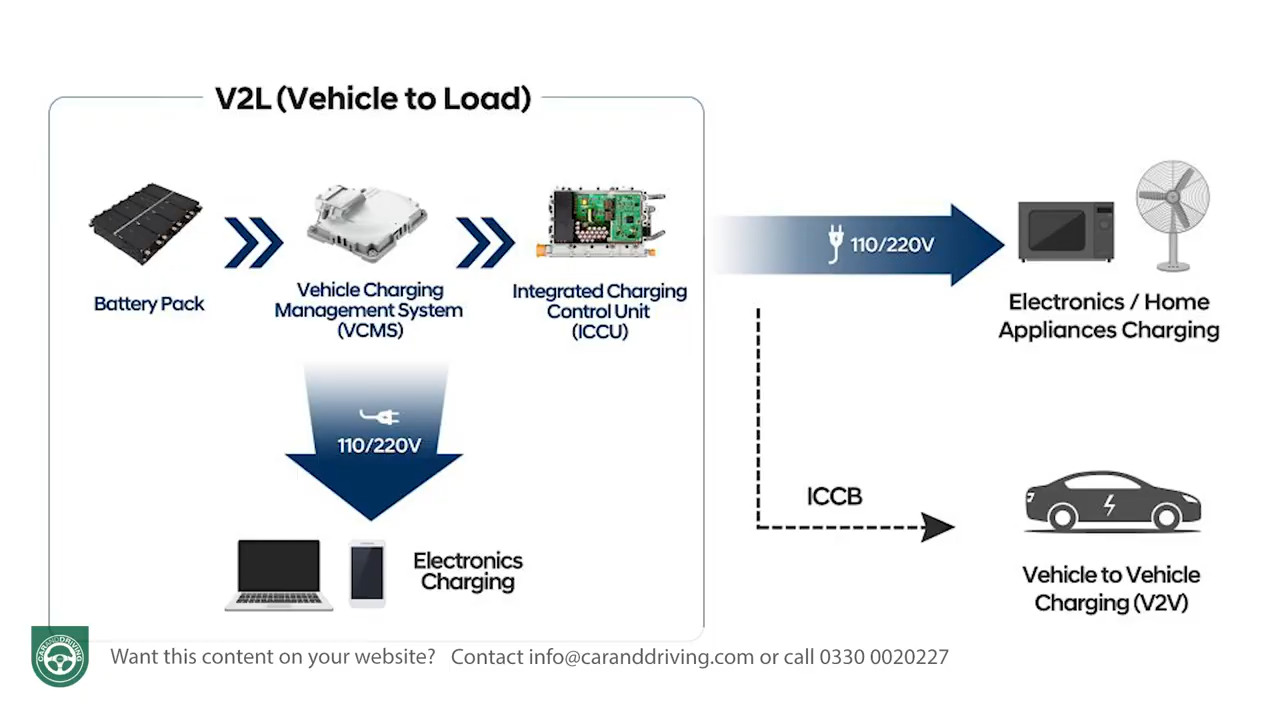 V2L (Vehicle to Load)
Battery Pack
Vehicle Charging
Management System
(VCMS)
Integrated Charging
Control Unit
(ICCU)
110/220V
Electronics / Home
Appliances Charging
110/220V
Electronics
Charging
ICCB
Vehicle to Vehicle
Charging (V2V)
CARANDDRIVING
Want this content on your website? Contact info@caranddriving.com or call 0330 0020227